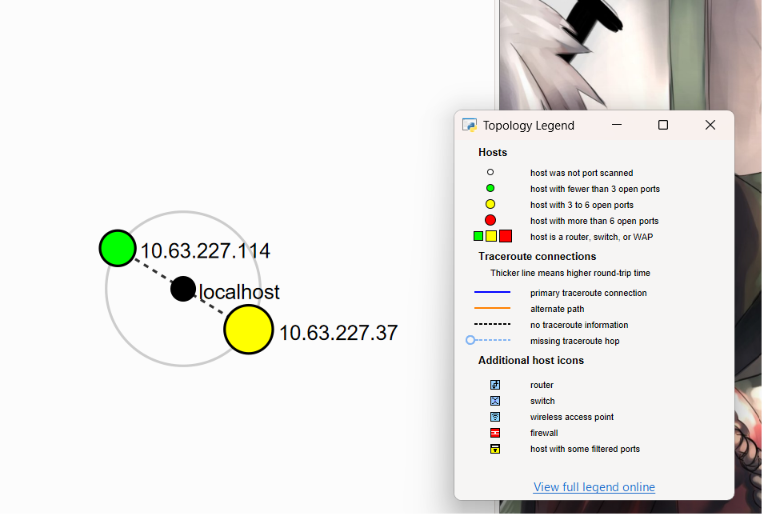 10.63.227.114
localhost
10.63.227.37
Topology Legend
Hosts
host was not port scanned
host with fewer than 3 open ports
host with 3 to 6 open ports
host with more than 6 open ports
host is a router, switch, or WAP
Traceroute connections
Thicker line means higher round-trip time
primary traceroute connection
alternate path
no traceroute information
missing traceroute hop
Additional host icons
router
switch
wireless access point
firewall
host with some filtered ports
View full legend online